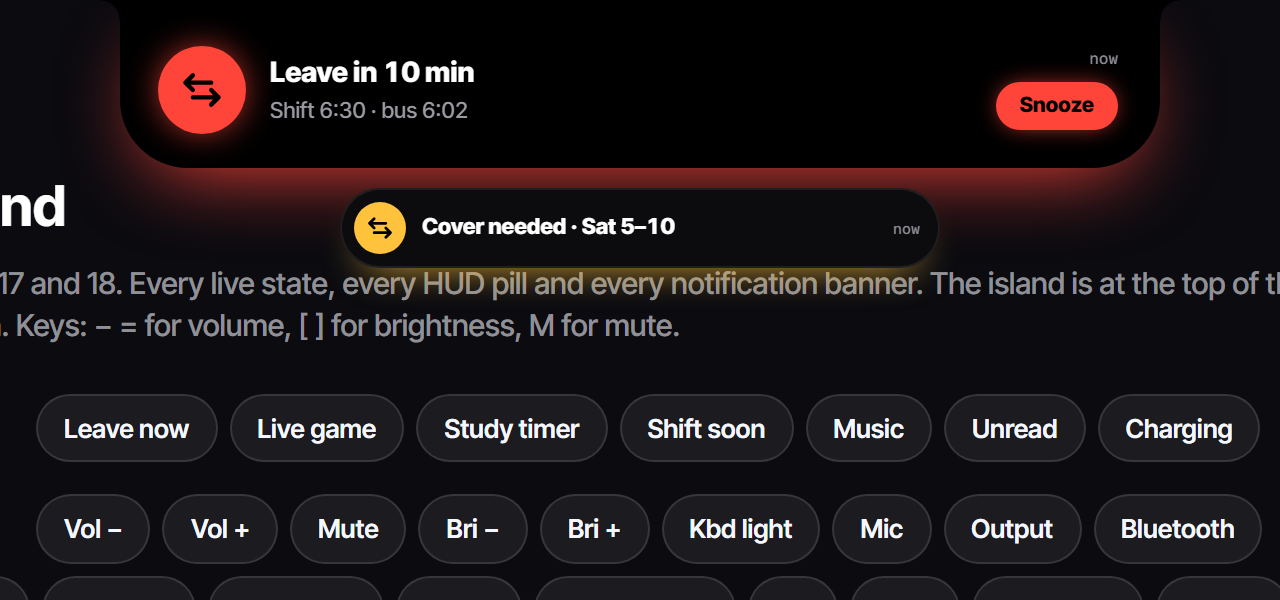 Leave in 10 min
Shift 6:30 · bus 6:02
now
Snooze
Cover needed · Sat 5–10
now
nd
17 and 18. Every live state, every HUD pill and every notification banner. The island is at the top of t
. Keys: – = for volume, [ ] for brightness, M for mute.
Leave now
Live game
Study timer
Shift soon
Music
Unread
Charging
Vol –
Vol +
Mute
Bri –
Bri +
Kbd light
Mic
Output
Bluetooth